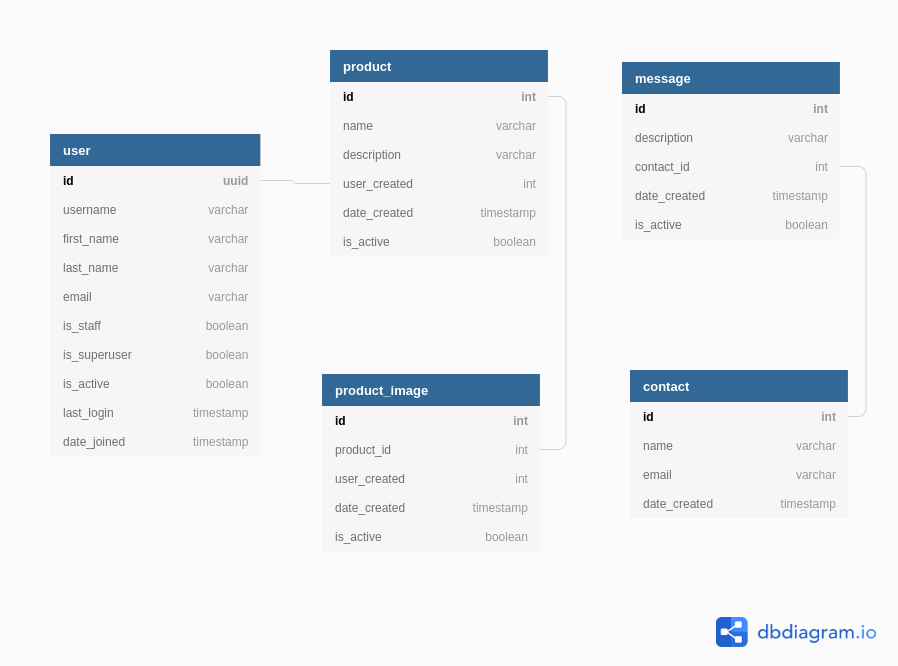 user
id uuid
username varchar
first_name varchar
last_name varchar
email varchar
is_staff boolean
is_superuser boolean
is_active boolean
last_login timestamp
date_joined timestamp
product
id int
name varchar
description varchar
user_created int
date_created timestamp
is_active boolean
product_image
id int
product_id int
user_created int
date_created timestamp
is_active boolean
message
id int
description varchar
contact_id int
date_created timestamp
is_active boolean
contact
id int
name varchar
email varchar
date_created timestamp
dbdiagram.io